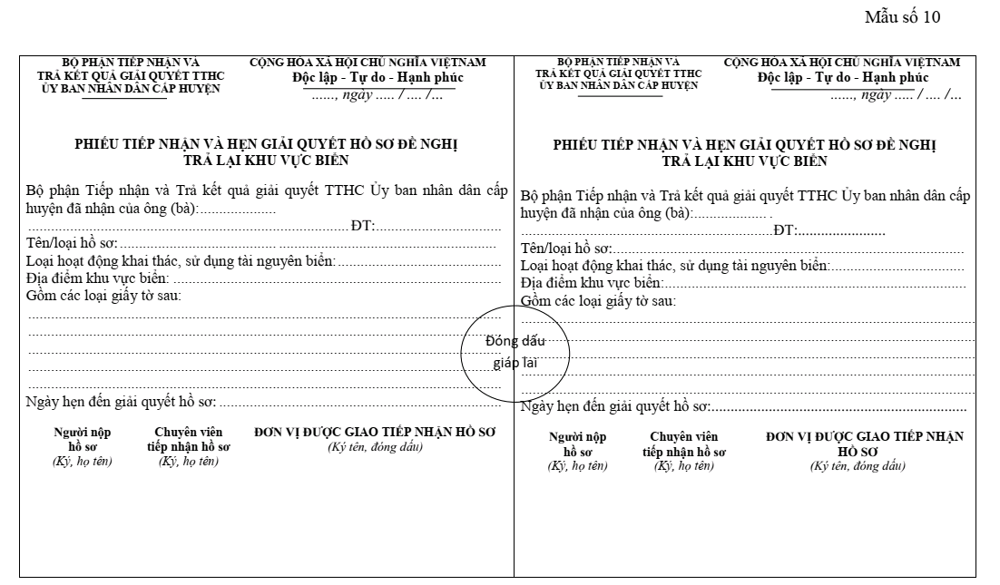 Mẫu số 10
BỘ PHẬN TIẾP NHẬN VÀ
TRẢ KẾT QUẢ GIẢI QUYẾT TTHC
ỦY BAN NHÂN DÂN CẤP HUYỆN
CỘNG HÒA XÃ HỘI CHỦ NGHĨA VIỆTNAM
Độc lập - Tự do - Hạnh phúc
......, ngày ..... / .... /...
PHIẾU TIẾP NHẬN VÀ HẸN GIẢI QUYẾT HỒ SƠ ĐỀ NGHỊ
TRẢ LẠI KHU VỰC BIỂN
Bộ phận Tiếp nhận và Trả kết quả giải quyết TTHC Ủy ban nhân dân cấp
huyện đã nhận của ông (bà):.....................
..........................................................................ĐT:...................................
Tên/loại hồ sơ:............................................ .............................................................
Loại hoạt động khai thác, sử dụng tài nguyên biển:..............................................
Địa điểm khu vực biển: ...........................................................................................
Gồm các loại giấy tờ sau:
....................................................................................................................................
....................................................................................................................................
....................................................................................................................................
....................................................................................................................................
....................................................................................................................................
Ngày hẹn đến giải quyết hồ sơ: ..............................................................................
Người nộp
hồ sơ
(Ký, họ tên)
Chuyên viên
tiếp nhận hồ sơ
(Ký, họ tên)
ĐƠN VỊ ĐƯỢC GIAO TIẾP NHẬN HỒ SƠ
(Ký tên, đóng dấu)
Đóng dấu
giáp lai
BỘ PHẬN TIẾP NHẬN VÀ
TRẢ KẾT QUẢ GIẢI QUYẾT TTHC
ỦY BAN NHÂN DÂN CẤP HUYỆN
CỘNG HÒA XÃ HỘI CHỦ NGHĨA VIỆTNAM
Độc lập - Tự do - Hạnh phúc
......, ngày ..... / .... /...
PHIẾU TIẾP NHẬN VÀ HẸN GIẢI QUYẾT HỒ SƠ ĐỀ NGHỊ
TRẢ LẠI KHU VỰC BIỂN
Bộ phận Tiếp nhận và Trả kết quả giải quyết TTHC Ủy ban nhân dân cấp
huyện đã nhận của ông (bà):.................... .
......................................................................ĐT:........................
Tên/loại hồ sơ:..................................................................................................
Loại hoạt động khai thác, sử dụng tài nguyên biển:.....................................
Địa điểm khu vực biển:....................................................................................
Gồm các loại giấy tờ sau:
..............................................................................................................................
..............................................................................................................................
..............................................................................................................................
..............................................................................................................................
..............................................................................................................................
Ngày hẹn đến giải quyết hồ sơ:.......................................................................
Người nộp
hồ sơ
(Ký, họ tên)
Chuyên viên
tiếp nhận hồ sơ
(Ký, họ tên)
ĐƠN VỊ ĐƯỢC GIAO TIẾP NHẬN
HỒ SƠ
(Ký tên, đóng dấu)